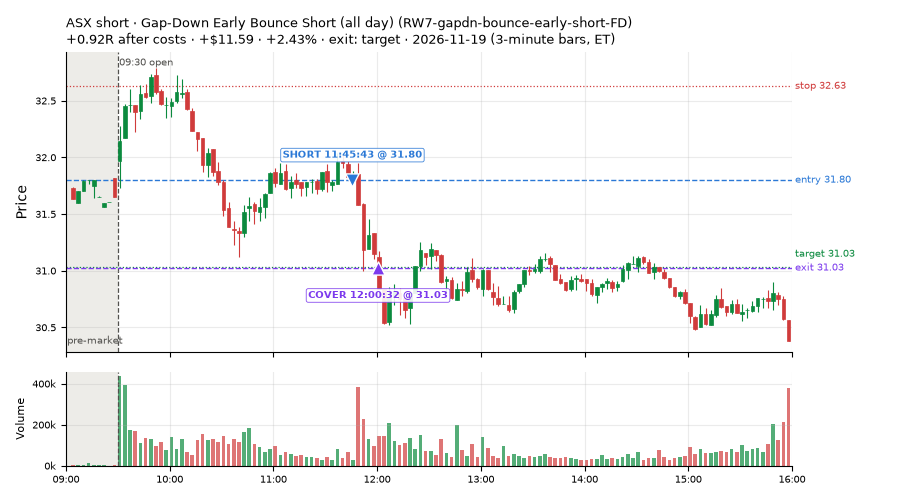 ASX short · Gap-Down Early Bounce Short (all day) (RW7-gapdn-bounce-early-short-FD)
+0.92R after costs · +$11.59 · +2.43% · exit: target · 2026-11-19 (3-minute bars, ET)
09:30 open
32.5
32.0
31.5
31.0
30.5
Price
stop 32.63
SHORT 11:45:43 @ 31.80
entry 31.80
target 31.03
exit 31.03
COVER 12:00:32 @ 31.03
pre-market
400k
200k
0k
Volume
09:00
10:00
11:00
12:00
13:00
14:00
15:00
16:00